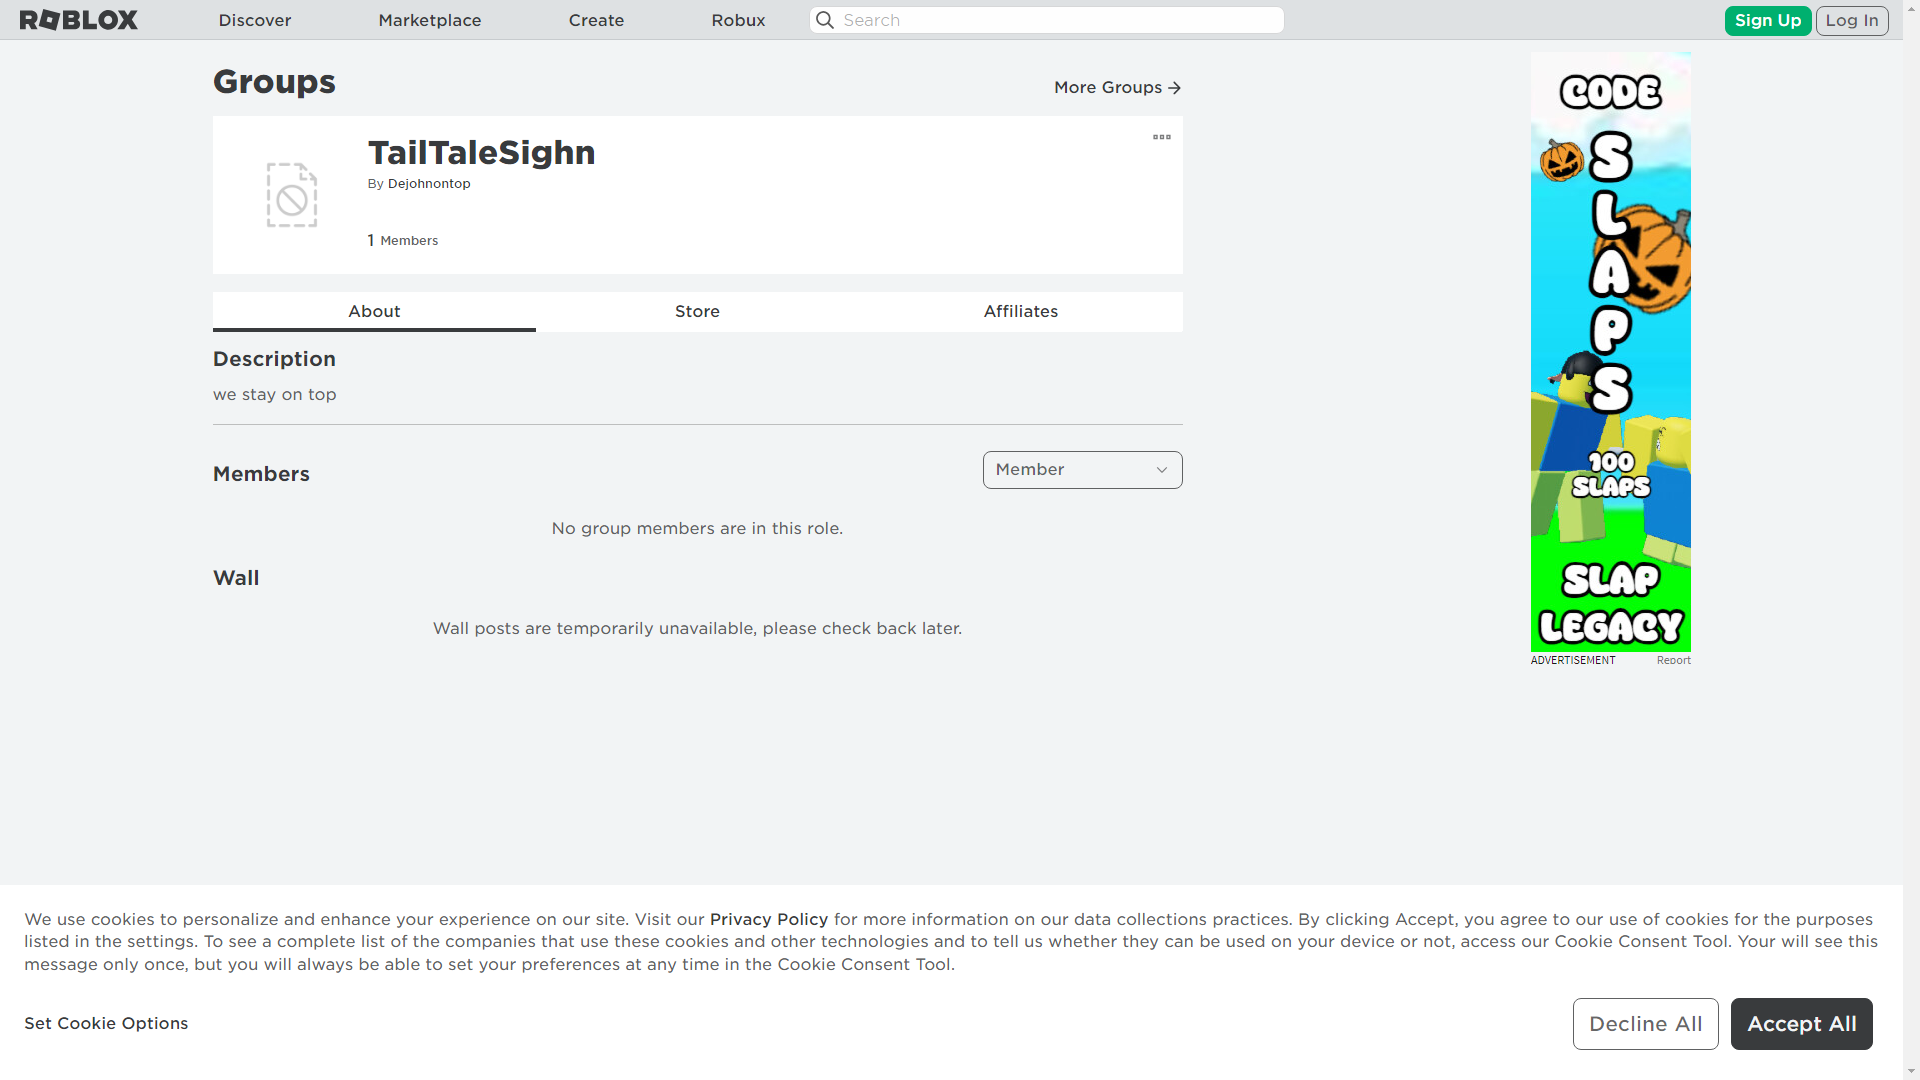 ROBLOX
Discover
Marketplace
Create
Robux
Search
Sign Up
Log In
Groups
More Groups
TailTaleSighn
By Dejohnontop
1 Members
About
Store
Affiliates
Description
we stay on top
Members
Member
No group members are in this role.
Wall
Wall posts are temporarily unavailable, please check back later.
CODE
SLAPS
100
SLAPS
SLAP
LEGACY
ADVERTISEMENT
Report
We use cookies to personalize and enhance your experience on our site. Visit our Privacy Policy for more information on our data collections practices. By clicking Accept, you agree to our use of cookies for the purposes
listed in the settings. To see a complete list of the companies that use these cookies and other technologies and to tell us whether they can be used on your device or not, access our Cookie Consent Tool. Your will see this
message only once, but you will always be able to set your preferences at any time in the Cookie Consent Tool.
Set Cookie Options
Decline All
Accept All